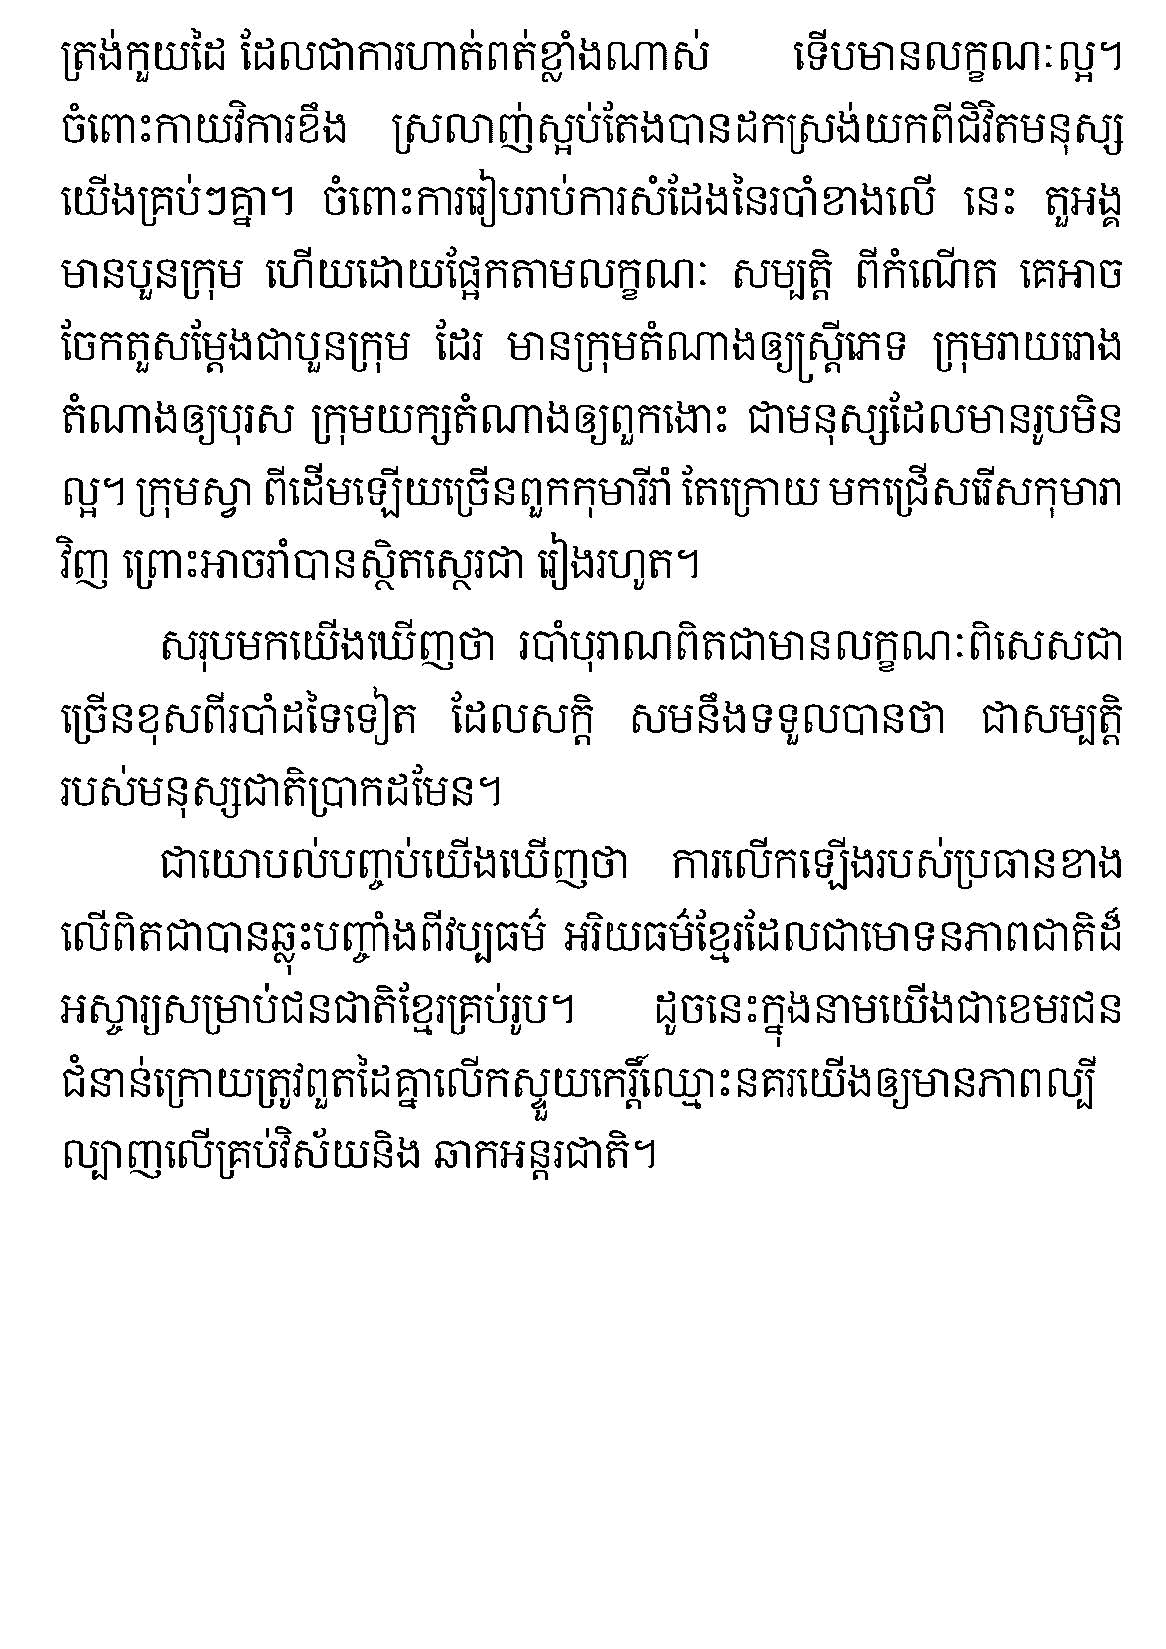 ត្រង់កួយដៃ ដែលជាការហាត់ពត់ខ្លាំងណាស់ ទើបមានលក្ខណៈល្អ។
ចំពោះកាយវិការខឹង ស្រលាញ់ស្អប់តែងបានដកស្រង់យកពីជិវិតមនុស្ស
យើងគ្រប់ៗគ្នា។ ចំពោះការរៀបរាប់ការសំដែងនៃរបាំខាងលើ នេះ តួអង្គ
មានបួនក្រុម ហើយដោយផ្អែកតាមលក្ខណៈ សម្បត្តិ ពីកំណើត គេអាច
ចែកតួសម្ដែងជាបួនក្រុម ដែរ មានក្រុមតំណាងឲ្យស្ត្រីភេទ ក្រុមរាយរោង
តំណាងឲ្យបុរស ក្រុមយក្សតំណាងឲ្យពួកងោះ ជាមនុស្សដែលមានរូបមិន
ល្អ។ ក្រុមស្វា ពីដើមឡើយច្រើនពួកកុមារីរាំ តែក្រោយ មកជ្រើសរើសកុមារា
វិញ ព្រោះអាចរាំបានស្ថិតស្ថេរជា រៀងរហូត។
សរុបមកយើងឃើញថា របាំបុរាណពិតជាមានលក្ខណៈពិសេសជា
ច្រើនខុសពីរបាំដទៃទៀត ដែលសក្ដិ សមនឹងទទួលបានថា ជាសម្បត្តិ
របស់មនុស្សជាតិប្រាកដមែន។
ជាយោបល់បញ្ចប់យើងឃើញថា ការលើកឡើងរបស់ប្រធានខាង
លើពិតជាបានឆ្លុះបញ្ចាំងពីវប្បធម៌ អរិយធម៌ខ្មែរដែលជាមោទនភាពជាតិដ៏
អស្ចារ្យសម្រាប់ជនជាតិខ្មែរគ្រប់រូប។ ដូចនេះក្នុងនាមយើងជាខេមរជន
ជំនាន់ក្រោយត្រូវពួតដៃគ្នាលើកស្ទួយកេរ្តិ៍ឈ្មោះនគរយើងឲ្យមានភាពល្បី
ល្បាញលើគ្រប់វិស័យនិង ឆាកអន្តរជាតិ។